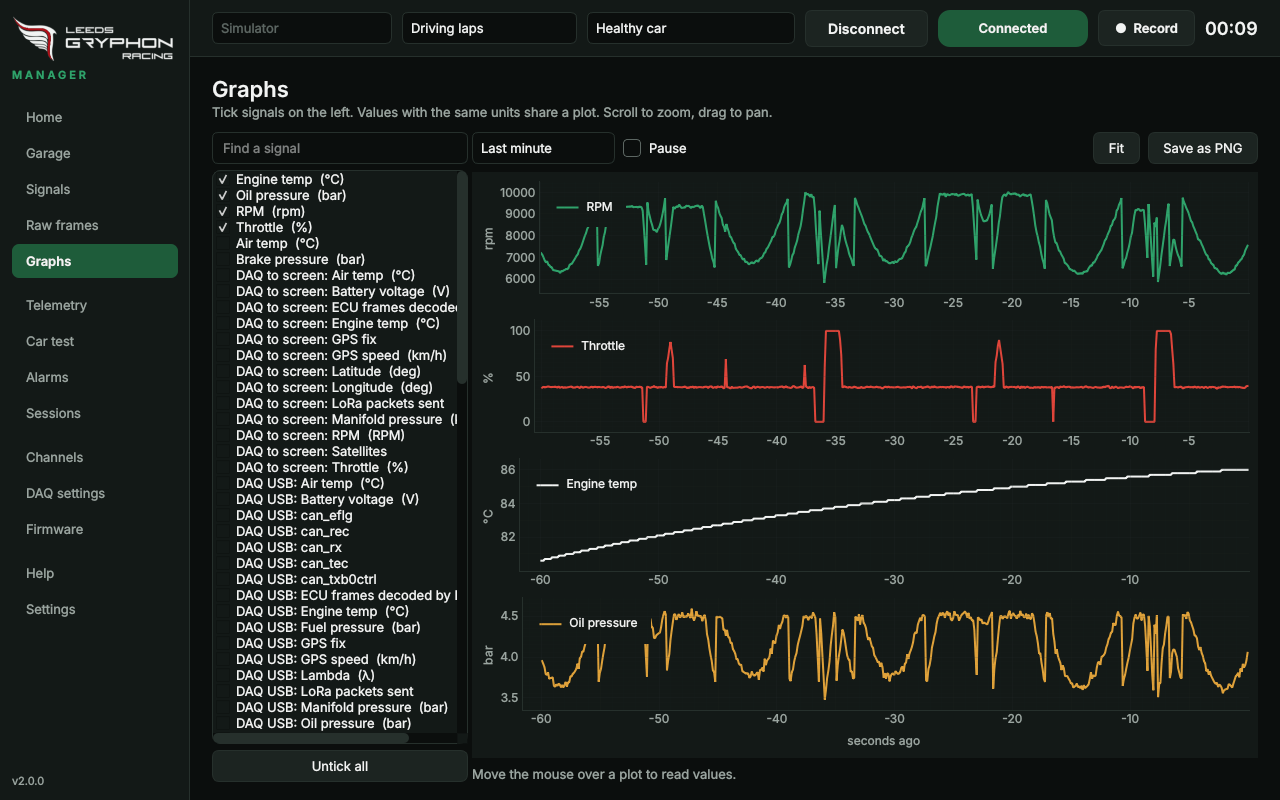 LEEDS
GRYPHON
RACING
MANAGER
Home
Garage
Signals
Raw frames
Graphs
Telemetry
Car test
Alarms
Sessions
Channels
DAQ settings
Firmware
Help
Settings
v2.0.0
Simulator
Driving laps
Healthy car
Disconnect
Connected
Record
00:09
Graphs
Tick signals on the left. Values with the same units share a plot. Scroll to zoom, drag to pan.
Find a signal
Last minute
Pause
Fit
Save as PNG
✓ Engine temp (°C)
✓ Oil pressure (bar)
✓ RPM (rpm)
✓ Throttle (%)
Air temp (°C)
Brake pressure (bar)
DAQ to screen: Air temp (°C)
DAQ to screen: Battery voltage (V)
DAQ to screen: ECU frames decoded
DAQ to screen: Engine temp (°C)
DAQ to screen: GPS fix
DAQ to screen: GPS speed (km/h)
DAQ to screen: Latitude (deg)
DAQ to screen: Longitude (deg)
DAQ to screen: LoRa packets sent
DAQ to screen: Manifold pressure (
DAQ to screen: RPM (RPM)
DAQ to screen: Satellites
DAQ to screen: Throttle (%)
DAQ USB: Air temp (°C)
DAQ USB: Battery voltage (V)
DAQ USB: can_eflg
DAQ USB: can_rec
DAQ USB: can_rx
DAQ USB: can_tec
DAQ USB: can_txb0ctrl
DAQ USB: ECU frames decoded by
DAQ USB: Engine temp (°C)
DAQ USB: Fuel pressure (bar)
DAQ USB: GPS fix
DAQ USB: GPS speed (km/h)
DAQ USB: Lambda (λ)
DAQ USB: LoRa packets sent
DAQ USB: Manifold pressure (bar)
DAQ USB: Oil pressure (bar)
Untick all
rpm
10000
9000
8000
7000
6000
RPM
-55 -50 -45 -40 -35 -30 -25 -20 -15 -10 -5
%
100
50
0
Throttle
-55 -50 -45 -40 -35 -30 -25 -20 -15 -10 -5
°C
86
84
82
Engine temp
-60 -50 -40 -30 -20 -10
bar
4.5
4.0
3.5
Oil pressure
-60 -50 -40 -30 -20 -10
seconds ago
Move the mouse over a plot to read values.